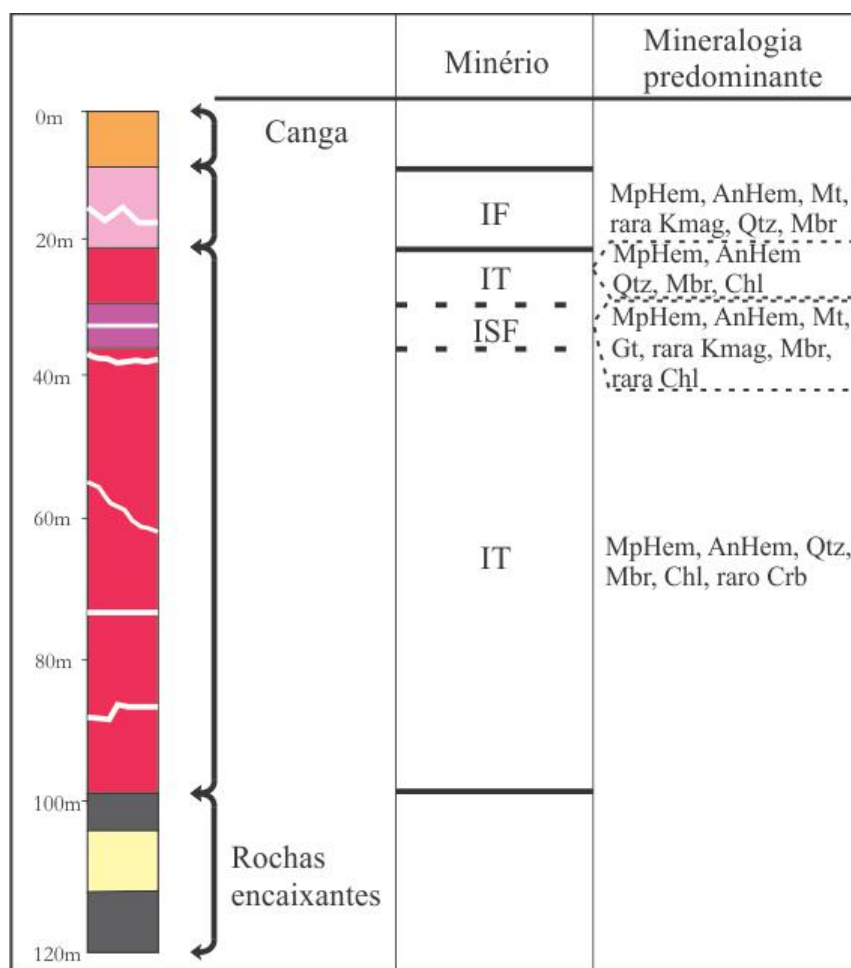 Minério
Mineralogia
predominante
0m
Canga
IF
MpHem, AnHem, Mt,
rara Kmag, Qtz, Mbr
20m
IT
MpHem, AnHem
Qtz, Mbr, Chl
ISF
MpHem, AnHem, Mt,
Gt, rara Kmag, Mbr,
rara Chl
40m
60m
IT
MpHem, AnHem, Qtz,
Mbr, Chl, raro Crb
80m
100m
Rochas
encaixantes
120m